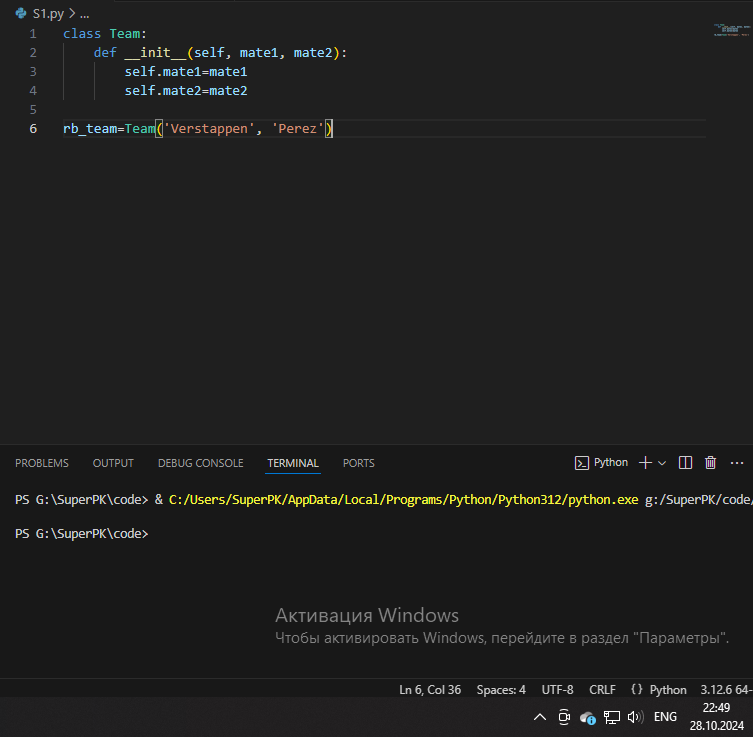 S1.py > ...
1 class Team:
2 def __init__(self, mate1, mate2):
3 self.mate1=mate1
4 self.mate2=mate2
5
6 rb_team=Team('Verstappen', 'Perez')
PROBLEMS OUTPUT DEBUG CONSOLE TERMINAL PORTS Python
PS G:\SuperPK\code> & C:/Users/SuperPK/AppData/Local/Programs/Python/Python312/python.exe g:/SuperPK/code/
PS G:\SuperPK\code>
Активация Windows
Чтобы активировать Windows, перейдите в раздел "Параметры".
Ln 6, Col 36 Spaces: 4 UTF-8 CRLF {} Python 3.12.6 64-
ENG
22:49
28.10.2024